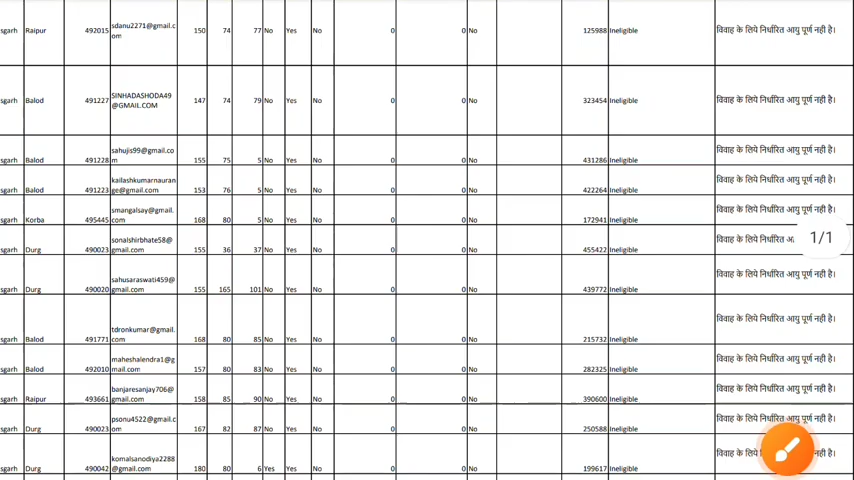 sgarh Raipur 492015 sdanu2271@gmail.c
om 150 74 77 No Yes No 0 0 No 125988 Ineligible विवाह के लिये निर्धारित आयु पूर्ण नही है।
sgarh Balod 491227 SINHADASHODA49
@GMAIL.COM 147 74 79 No Yes No 0 0 No 323454 Ineligible विवाह के लिये निर्धारित आयु पूर्ण नही है।
sgarh Balod 491228 sahujis99@gmail.co
m 155 75 5 No Yes No 0 0 No 431286 Ineligible विवाह के लिये निर्धारित आयु पूर्ण नही है।
sgarh Balod 491223 kailashkumarnauran
ge@gmail.com 153 76 5 No Yes No 0 0 No 422264 Ineligible विवाह के लिये निर्धारित आयु पूर्ण नही है।
sgarh Korba 495445 smangalsay@gmail.
com 168 80 5 No Yes No 0 0 No 172941 Ineligible विवाह के लिये निर्धारित आयु पूर्ण नही है।
sgarh Durg 490023 sonalshirbhate58@
gmail.com 155 36 37 No Yes No 0 0 No 455422 Ineligible विवाह के लिये निर्धारित
1/1
sgarh Durg 490020 sahusaraswati459@
gmail.com 155 165 101 No Yes No 0 0 No 439772 Ineligible विवाह के लिये निर्धारित आयु पूर्ण नही है।
sgarh Balod 491771 tdronkumar@gmail.
com 168 80 85 No Yes No 0 0 No 215732 Ineligible विवाह के लिये निर्धारित आयु पूर्ण नही है।
sgarh Balod 492010 maheshalendra1@g
mail.com 157 80 83 No Yes No 0 0 No 282325 Ineligible विवाह के लिये निर्धारित आयु पूर्ण नही है।
sgarh Raipur 493661 banjaresanjay706@
gmail.com 158 85 90 No Yes No 0 0 No 390600 Ineligible विवाह के लिये निर्धारित आयु पूर्ण नही है।
sgarh Durg 490023 psonu4522@gmail.c
om 167 82 87 No Yes No 0 0 No 250588 Ineligible विवाह के लिये निर्धारित आयु पूर्ण नही है।
sgarh Durg 490042 komalsanodiya2288
@gmail.com 180 80 6 Yes Yes No 0 0 No 199617 Ineligible विवाह के लिये नही है।